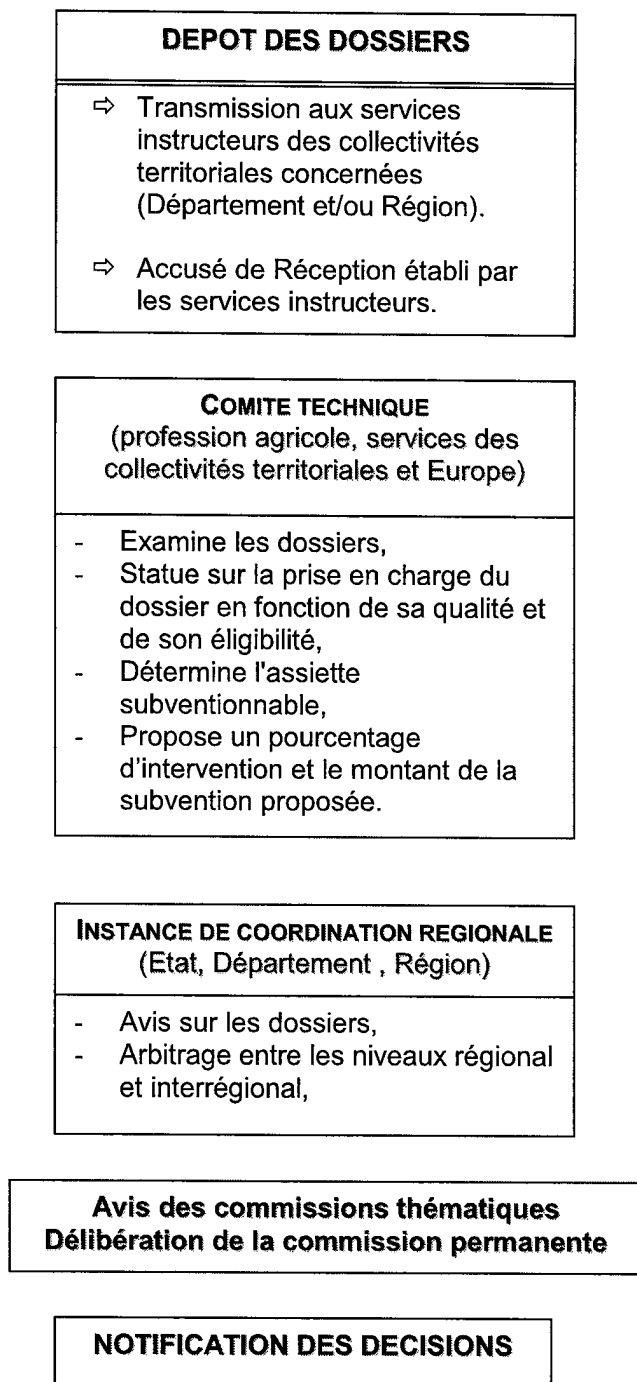 DEPOT DES DOSSIERS
⇨ Transmission aux services
instructeurs des collectivités
territoriales concernées
(Département et/ou Région).
⇨ Accusé de Réception établi par
les services instructeurs.
COMITE TECHNIQUE
(profession agricole, services des
collectivités territoriales et Europe)
- Examine les dossiers,
- Statue sur la prise en charge du
dossier en fonction de sa qualité et
de son éligibilité,
- Détermine l'assiette
subventionnable,
- Propose un pourcentage
d'intervention et le montant de la
subvention proposée.
INSTANCE DE COORDINATION REGIONALE
(Etat, Département , Région)
- Avis sur les dossiers,
- Arbitrage entre les niveaux régional
et interrégional,
Avis des commissions thématiques
Délibération de la commission permanente
NOTIFICATION DES DECISIONS